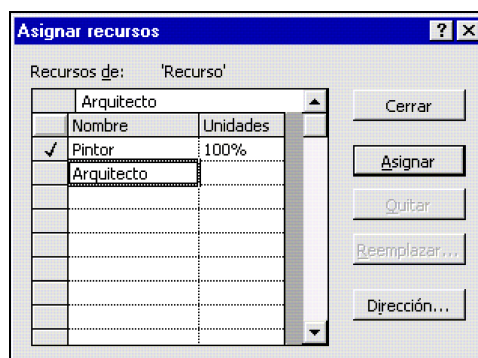 Asignar recursos
Recursos de: 'Recurso'
Arquitecto
Nombre Unidades
Pintor 100%
Arquitecto
Cerrar
Asignar
Quitar
Reemplazar...
Dirección...